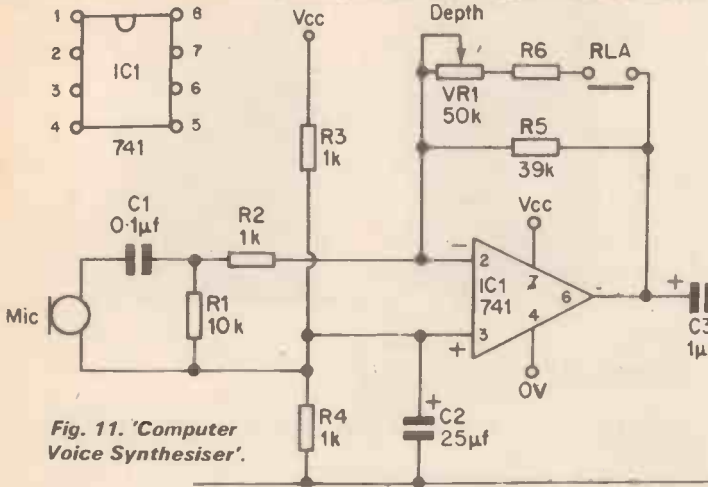 1
2
3
4
8
7
6
5
IC1
741
Vcc
R3
1k
Depth
VR1
50k
R6
RLA
R5
39k
C1
0·1µf
R2
1k
Mic
R1
10k
Vcc
–
2
IC1
741
7
6
3
4
+
0V
+
C3
1µ
R4
1k
+
C2
25µf
Fig. 11. 'Computer
Voice Synthesiser'.